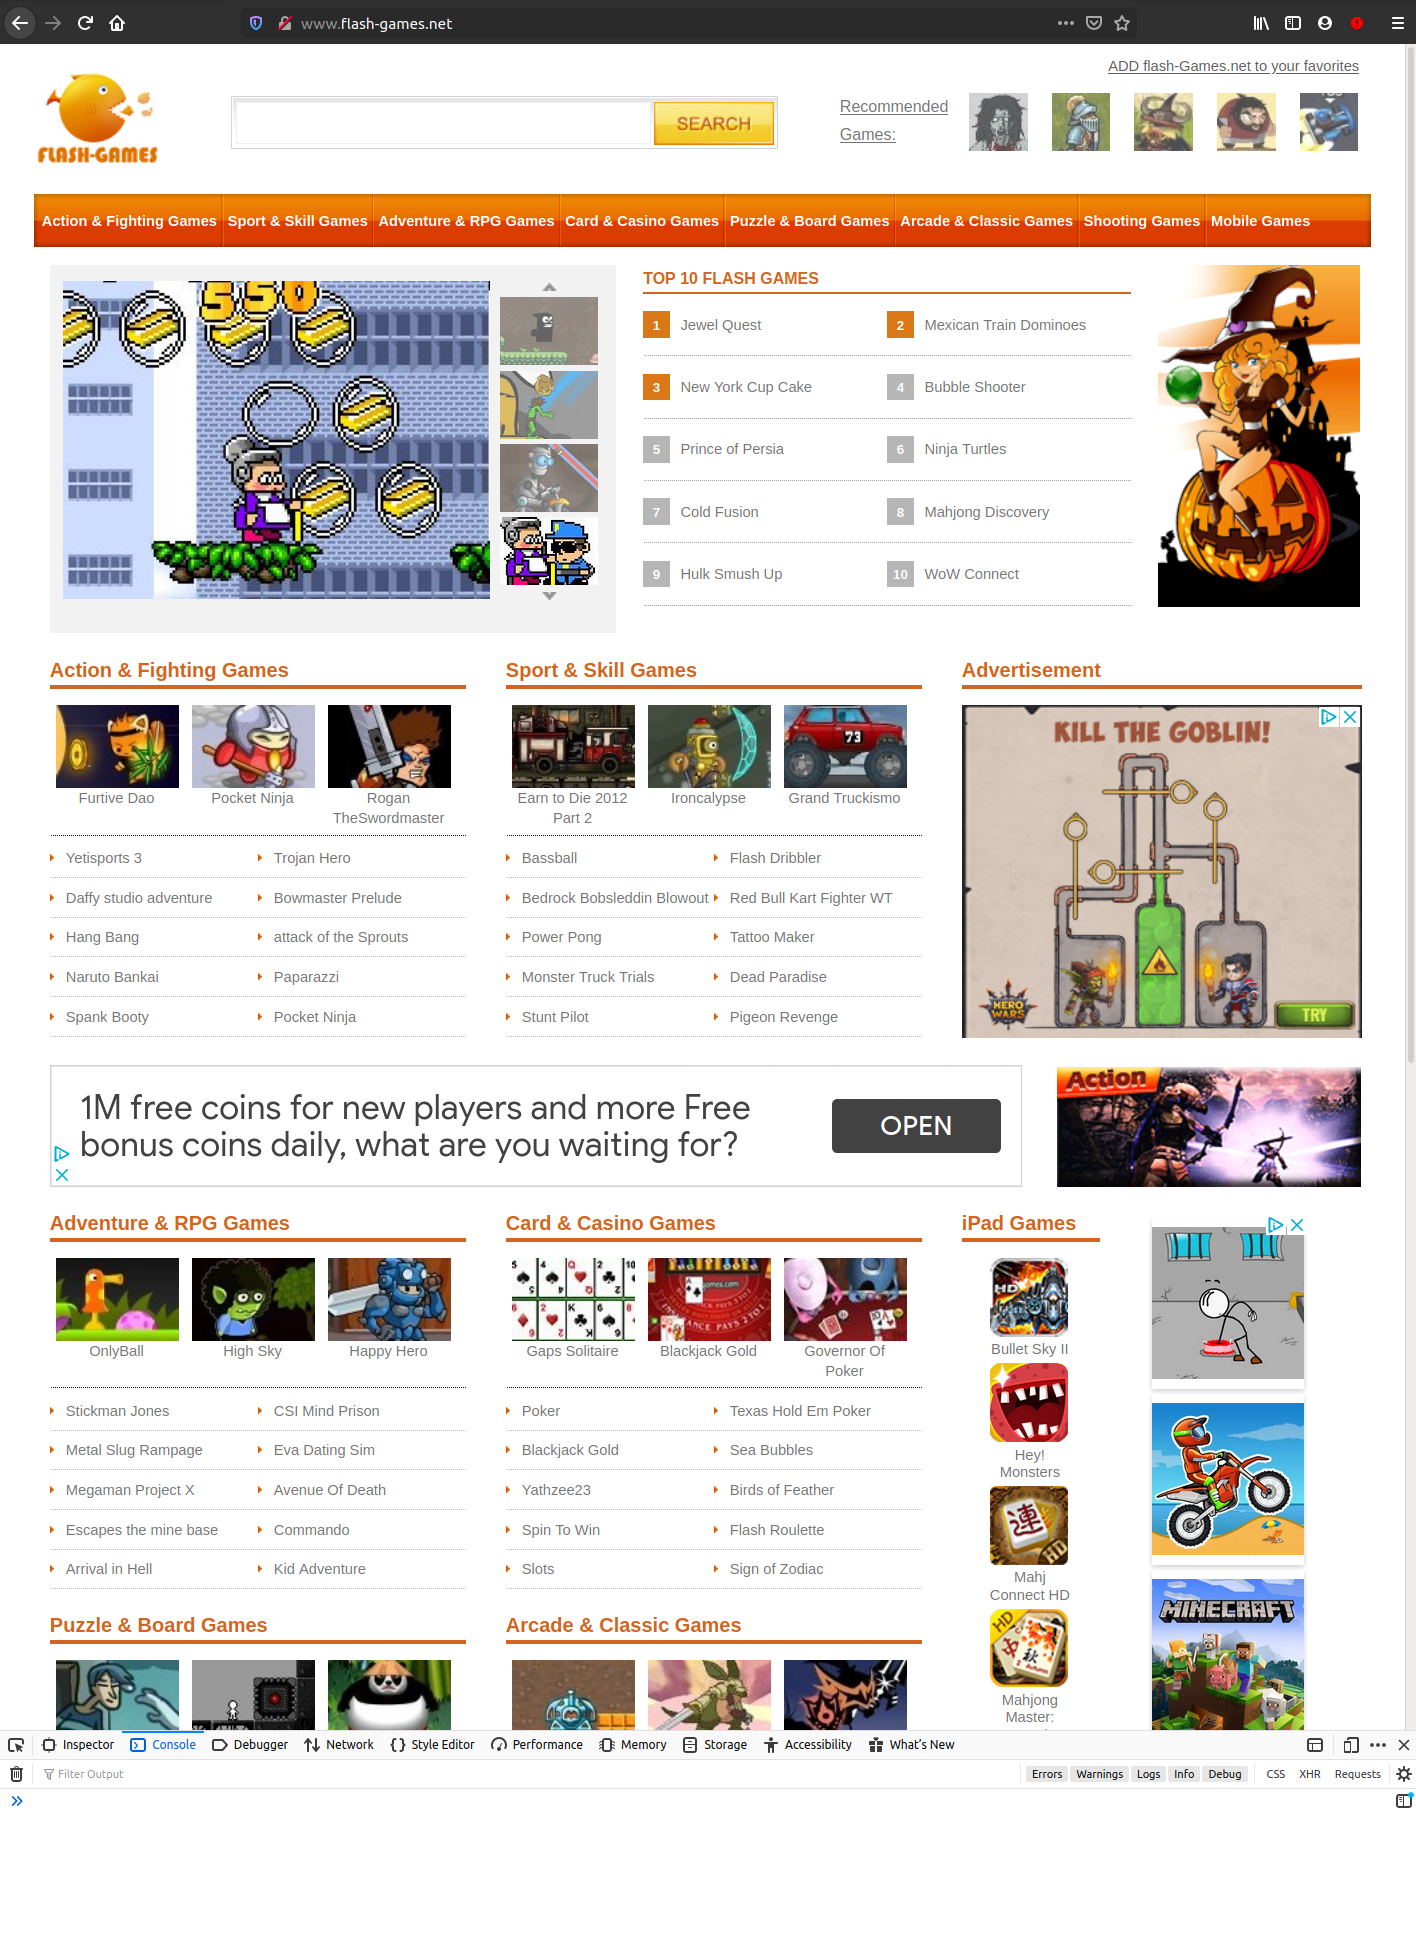 www.flash-games.net
ADD flash-Games.net to your favorites
FLASH-GAMES
SEARCH
Recommended
Games:
Action & Fighting Games
Sport & Skill Games
Adventure & RPG Games
Card & Casino Games
Puzzle & Board Games
Arcade & Classic Games
Shooting Games
Mobile Games
550
TOP 10 FLASH GAMES
1 Jewel Quest
2 Mexican Train Dominoes
3 New York Cup Cake
4 Bubble Shooter
5 Prince of Persia
6 Ninja Turtles
7 Cold Fusion
8 Mahjong Discovery
9 Hulk Smush Up
10 WoW Connect
Action & Fighting Games
Furtive Dao
Pocket Ninja
Rogan
TheSwordmaster
Yetisports 3
Trojan Hero
Daffy studio adventure
Bowmaster Prelude
Hang Bang
attack of the Sprouts
Naruto Bankai
Paparazzi
Spank Booty
Pocket Ninja
Sport & Skill Games
73
Earn to Die 2012
Part 2
Ironcalypse
Grand Truckismo
Bassball
Flash Dribbler
Bedrock Bobsleddin Blowout
Red Bull Kart Fighter WT
Power Pong
Tattoo Maker
Monster Truck Trials
Dead Paradise
Stunt Pilot
Pigeon Revenge
Advertisement
KILL THE GOBLIN!
HERO
WARS
TRY
1M free coins for new players and more Free
bonus coins daily, what are you waiting for?
OPEN
Action
Adventure & RPG Games
OnlyBall
High Sky
Happy Hero
Stickman Jones
CSI Mind Prison
Metal Slug Rampage
Eva Dating Sim
Megaman Project X
Avenue Of Death
Escapes the mine base
Commando
Arrival in Hell
Kid Adventure
Card & Casino Games
Gaps Solitaire
Blackjack Gold
Governor Of
Poker
Poker
Texas Hold Em Poker
Blackjack Gold
Sea Bubbles
Yathzee23
Birds of Feather
Spin To Win
Flash Roulette
Slots
Sign of Zodiac
iPad Games
HD
Bullet Sky II
Hey!
Monsters
連
HD
Mahj
Connect HD
HD
秋
Mahjong
Master:
MINECRAFT
Puzzle & Board Games
Arcade & Classic Games
Inspector
Console
Debugger
Network
Style Editor
Performance
Memory
Storage
Accessibility
What's New
Filter Output
Errors
Warnings
Logs
Info
Debug
CSS
XHR
Requests